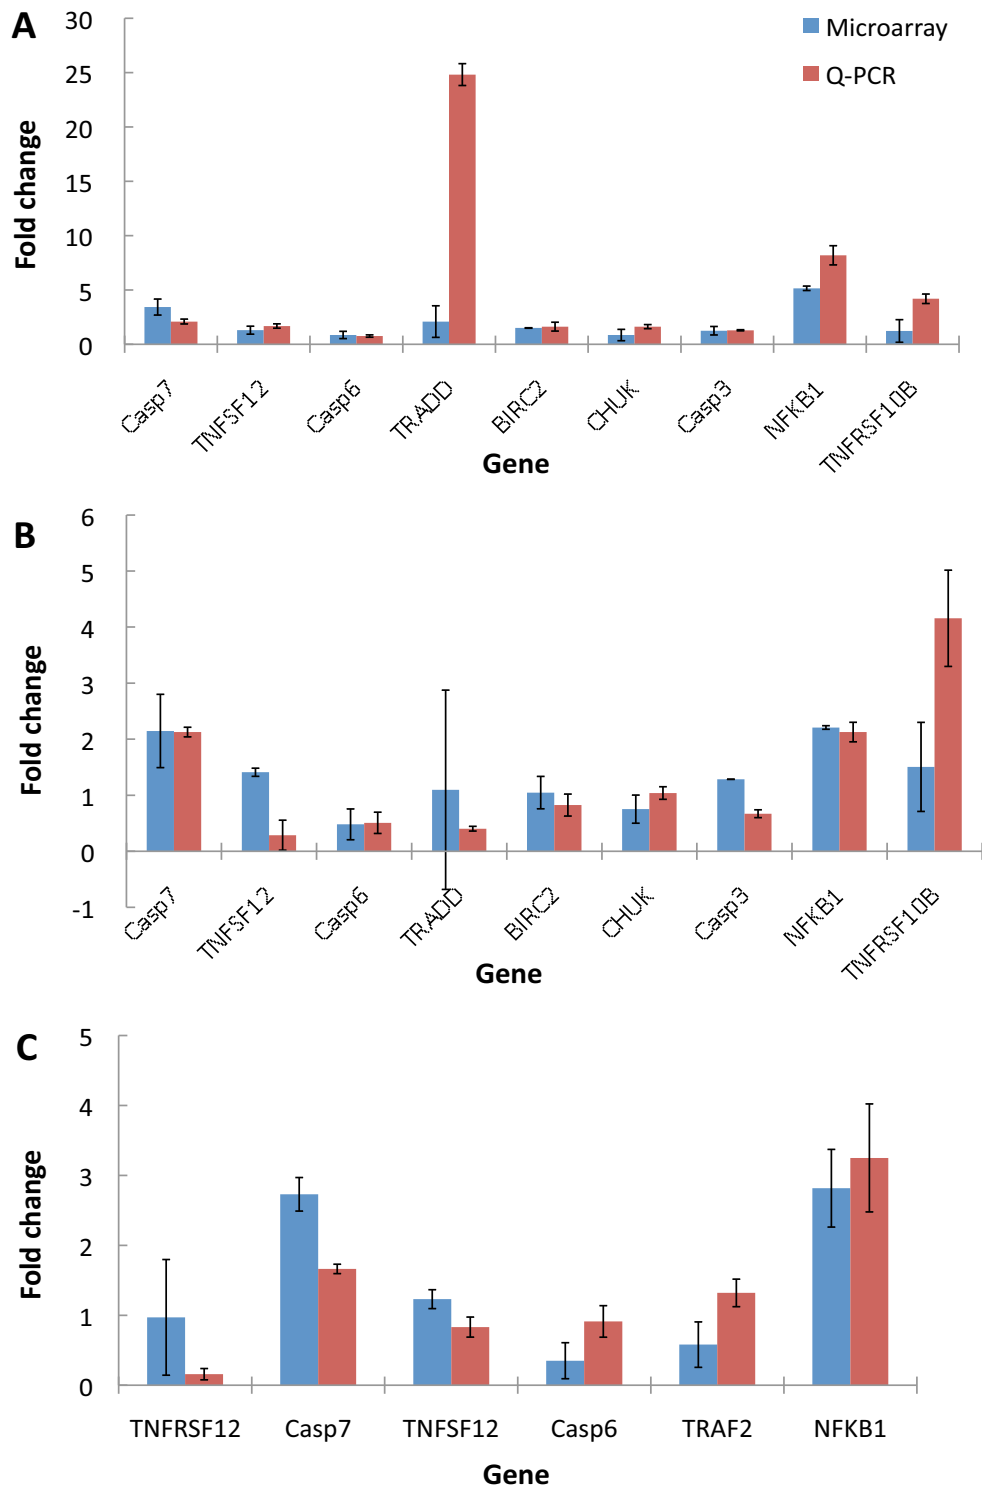 A
Microarray
Q-PCR
30
25
20
15
10
5
0
Fold change
Casp7
TNFSF12
Casp6
TRADD
BIRC2
CHUK
Casp3
NFKB1
TNFRSF10B
Gene
B
6
5
4
3
2
1
0
-1
Fold change
Casp7
TNFSF12
Casp6
TRADD
BIRC2
CHUK
Casp3
NFKB1
TNFRSF10B
Gene
C
5
4
3
2
1
0
Fold change
TNFRSF12
Casp7
TNFSF12
Casp6
TRAF2
NFKB1
Gene